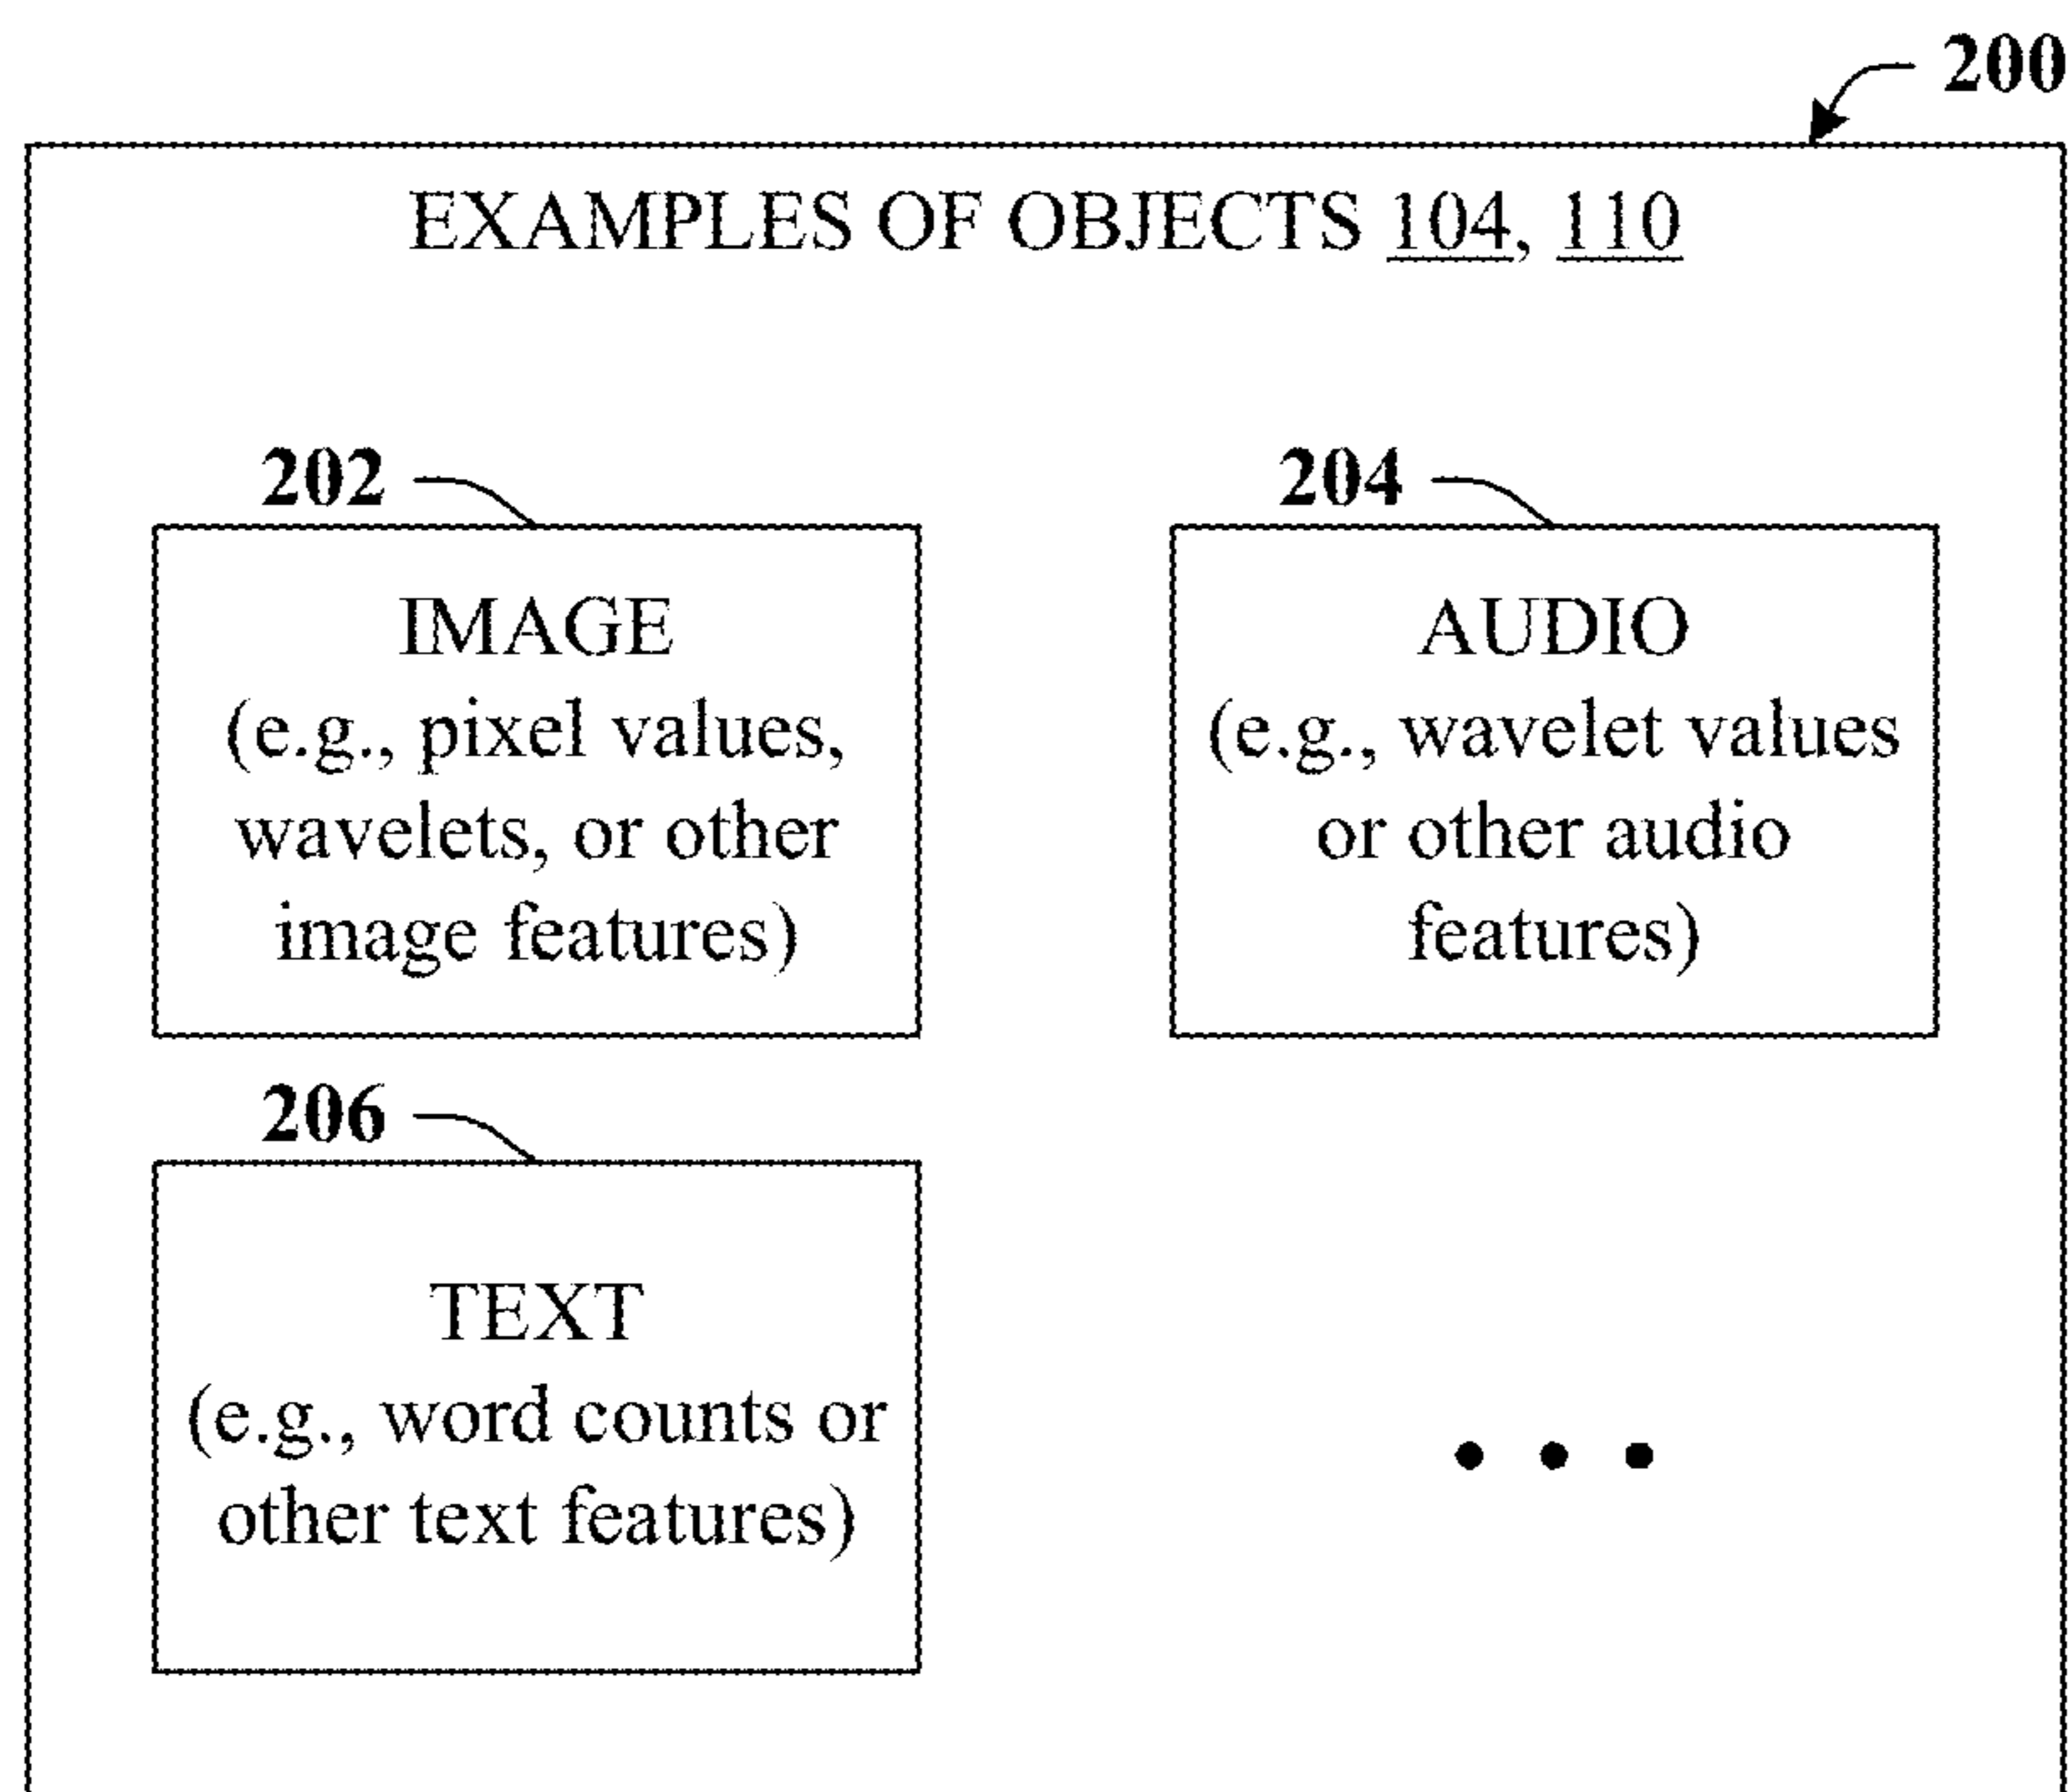 200
EXAMPLES OF OBJECTS 104, 110
202
IMAGE
(e.g., pixel values,
wavelets, or other
image features)
204
AUDIO
(e.g., wavelet values
or other audio
features)
206
TEXT
(e.g., word counts or
other text features)
• • •